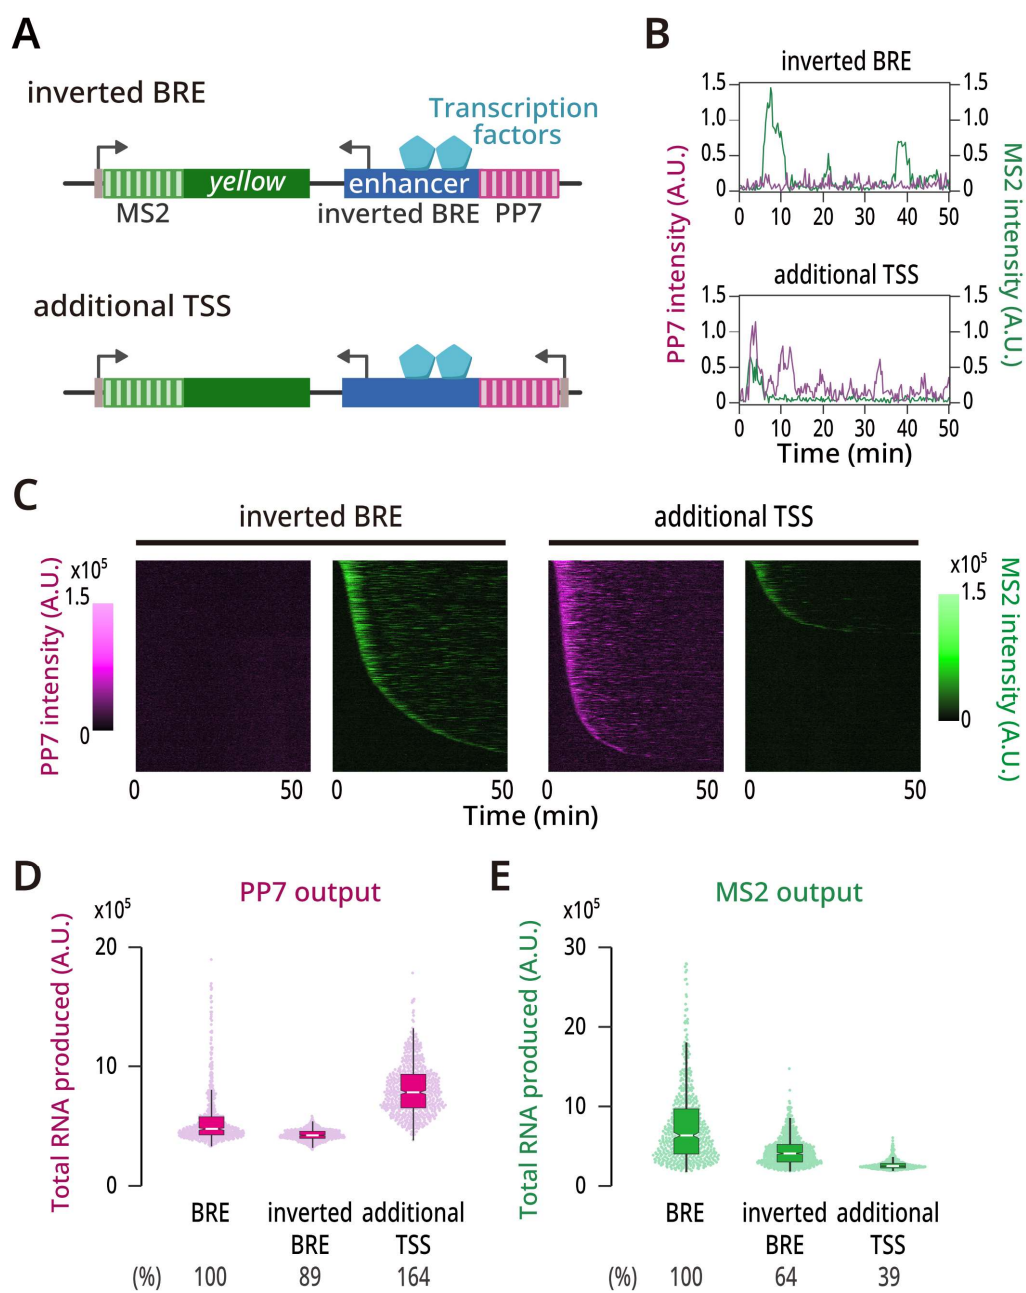 A
inverted BRE
Transcription
factors
yellow
enhancer
MS2
inverted BRE
PP7
additional TSS
B
inverted BRE
1.5
1.0
0.5
0
1.5
1.0
0.5
0
0 10 20 30 40 50
additional TSS
1.5
1.0
0.5
0
1.5
1.0
0.5
0
0 10 20 30 40 50
Time (min)
PP7 intensity (A.U.)
MS2 intensity (A.U.)
C
inverted BRE
additional TSS
PP7 intensity (A.U.)
x10⁵
1.5
0
x10⁵
1.5
0
MS2 intensity (A.U.)
0 50 0 50 0 50 0 50
Time (min)
D
PP7 output
x10⁵
Total RNA produced (A.U.)
20
10
0
BRE
inverted
BRE
additional
TSS
(%) 100 89 164
E
MS2 output
x10⁵
Total RNA produced (A.U.)
30
20
10
0
BRE
inverted
BRE
additional
TSS
(%) 100 64 39